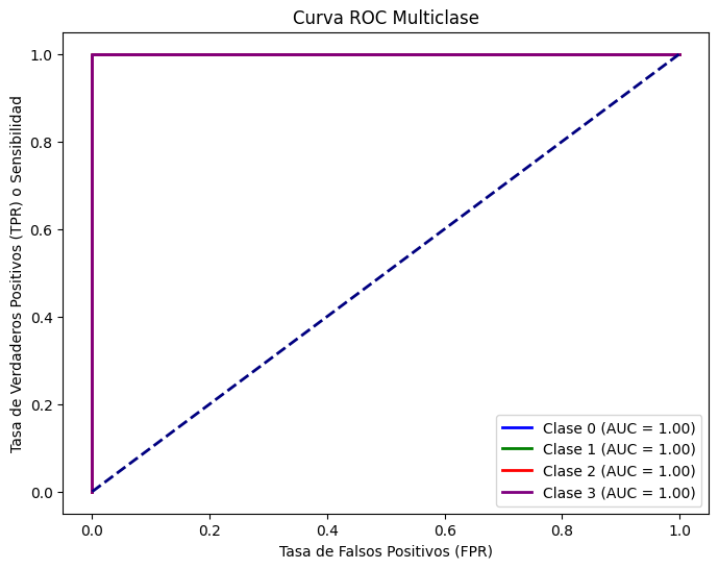 Curva ROC Multiclase
Tasa de Verdaderos Positivos (TPR) o Sensibilidad
1.0
0.8
0.6
0.4
0.2
0.0
Clase 0 (AUC = 1.00)
Clase 1 (AUC = 1.00)
Clase 2 (AUC = 1.00)
Clase 3 (AUC = 1.00)
0.0 0.2 0.4 0.6 0.8 1.0
Tasa de Falsos Positivos (FPR)